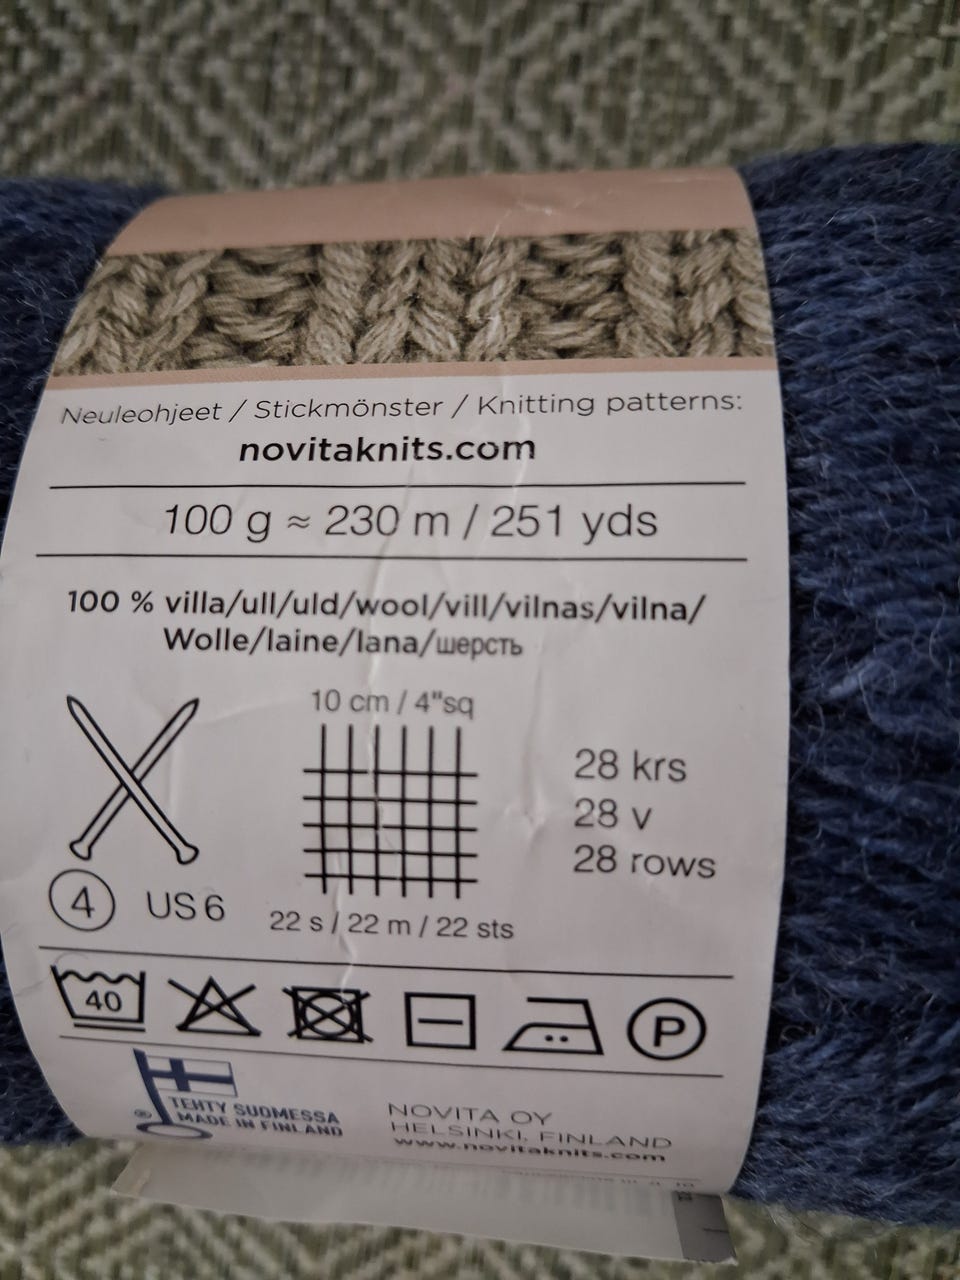 Neuleohjeet / Stickmönster / Knitting patterns:
novitaknits.com
100 g ≈ 230 m / 251 yds
100 % villa/ull/uld/wool/vill/vilnas/vilna/
Wolle/laine/lana/шерсть
10 cm / 4"sq
28 krs
28 v
28 rows
4 US 6
22 s / 22 m / 22 sts
40
P
TEHTY SUOMESSA
® MADE IN FINLAND
NOVITA OY
HELSINKI, FINLAND
www.novitaknits.com